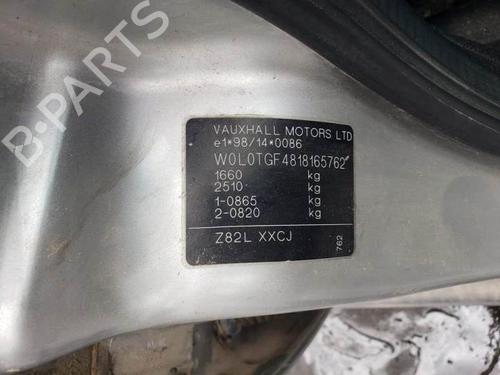 B-PARTS
VAUXHALL MOTORS LTD
e1*98/14*0086
W0L0TGF4818165762
1660 kg
2510 kg
1-0865 kg
2-0820 kg
Z82L XXCJ
762